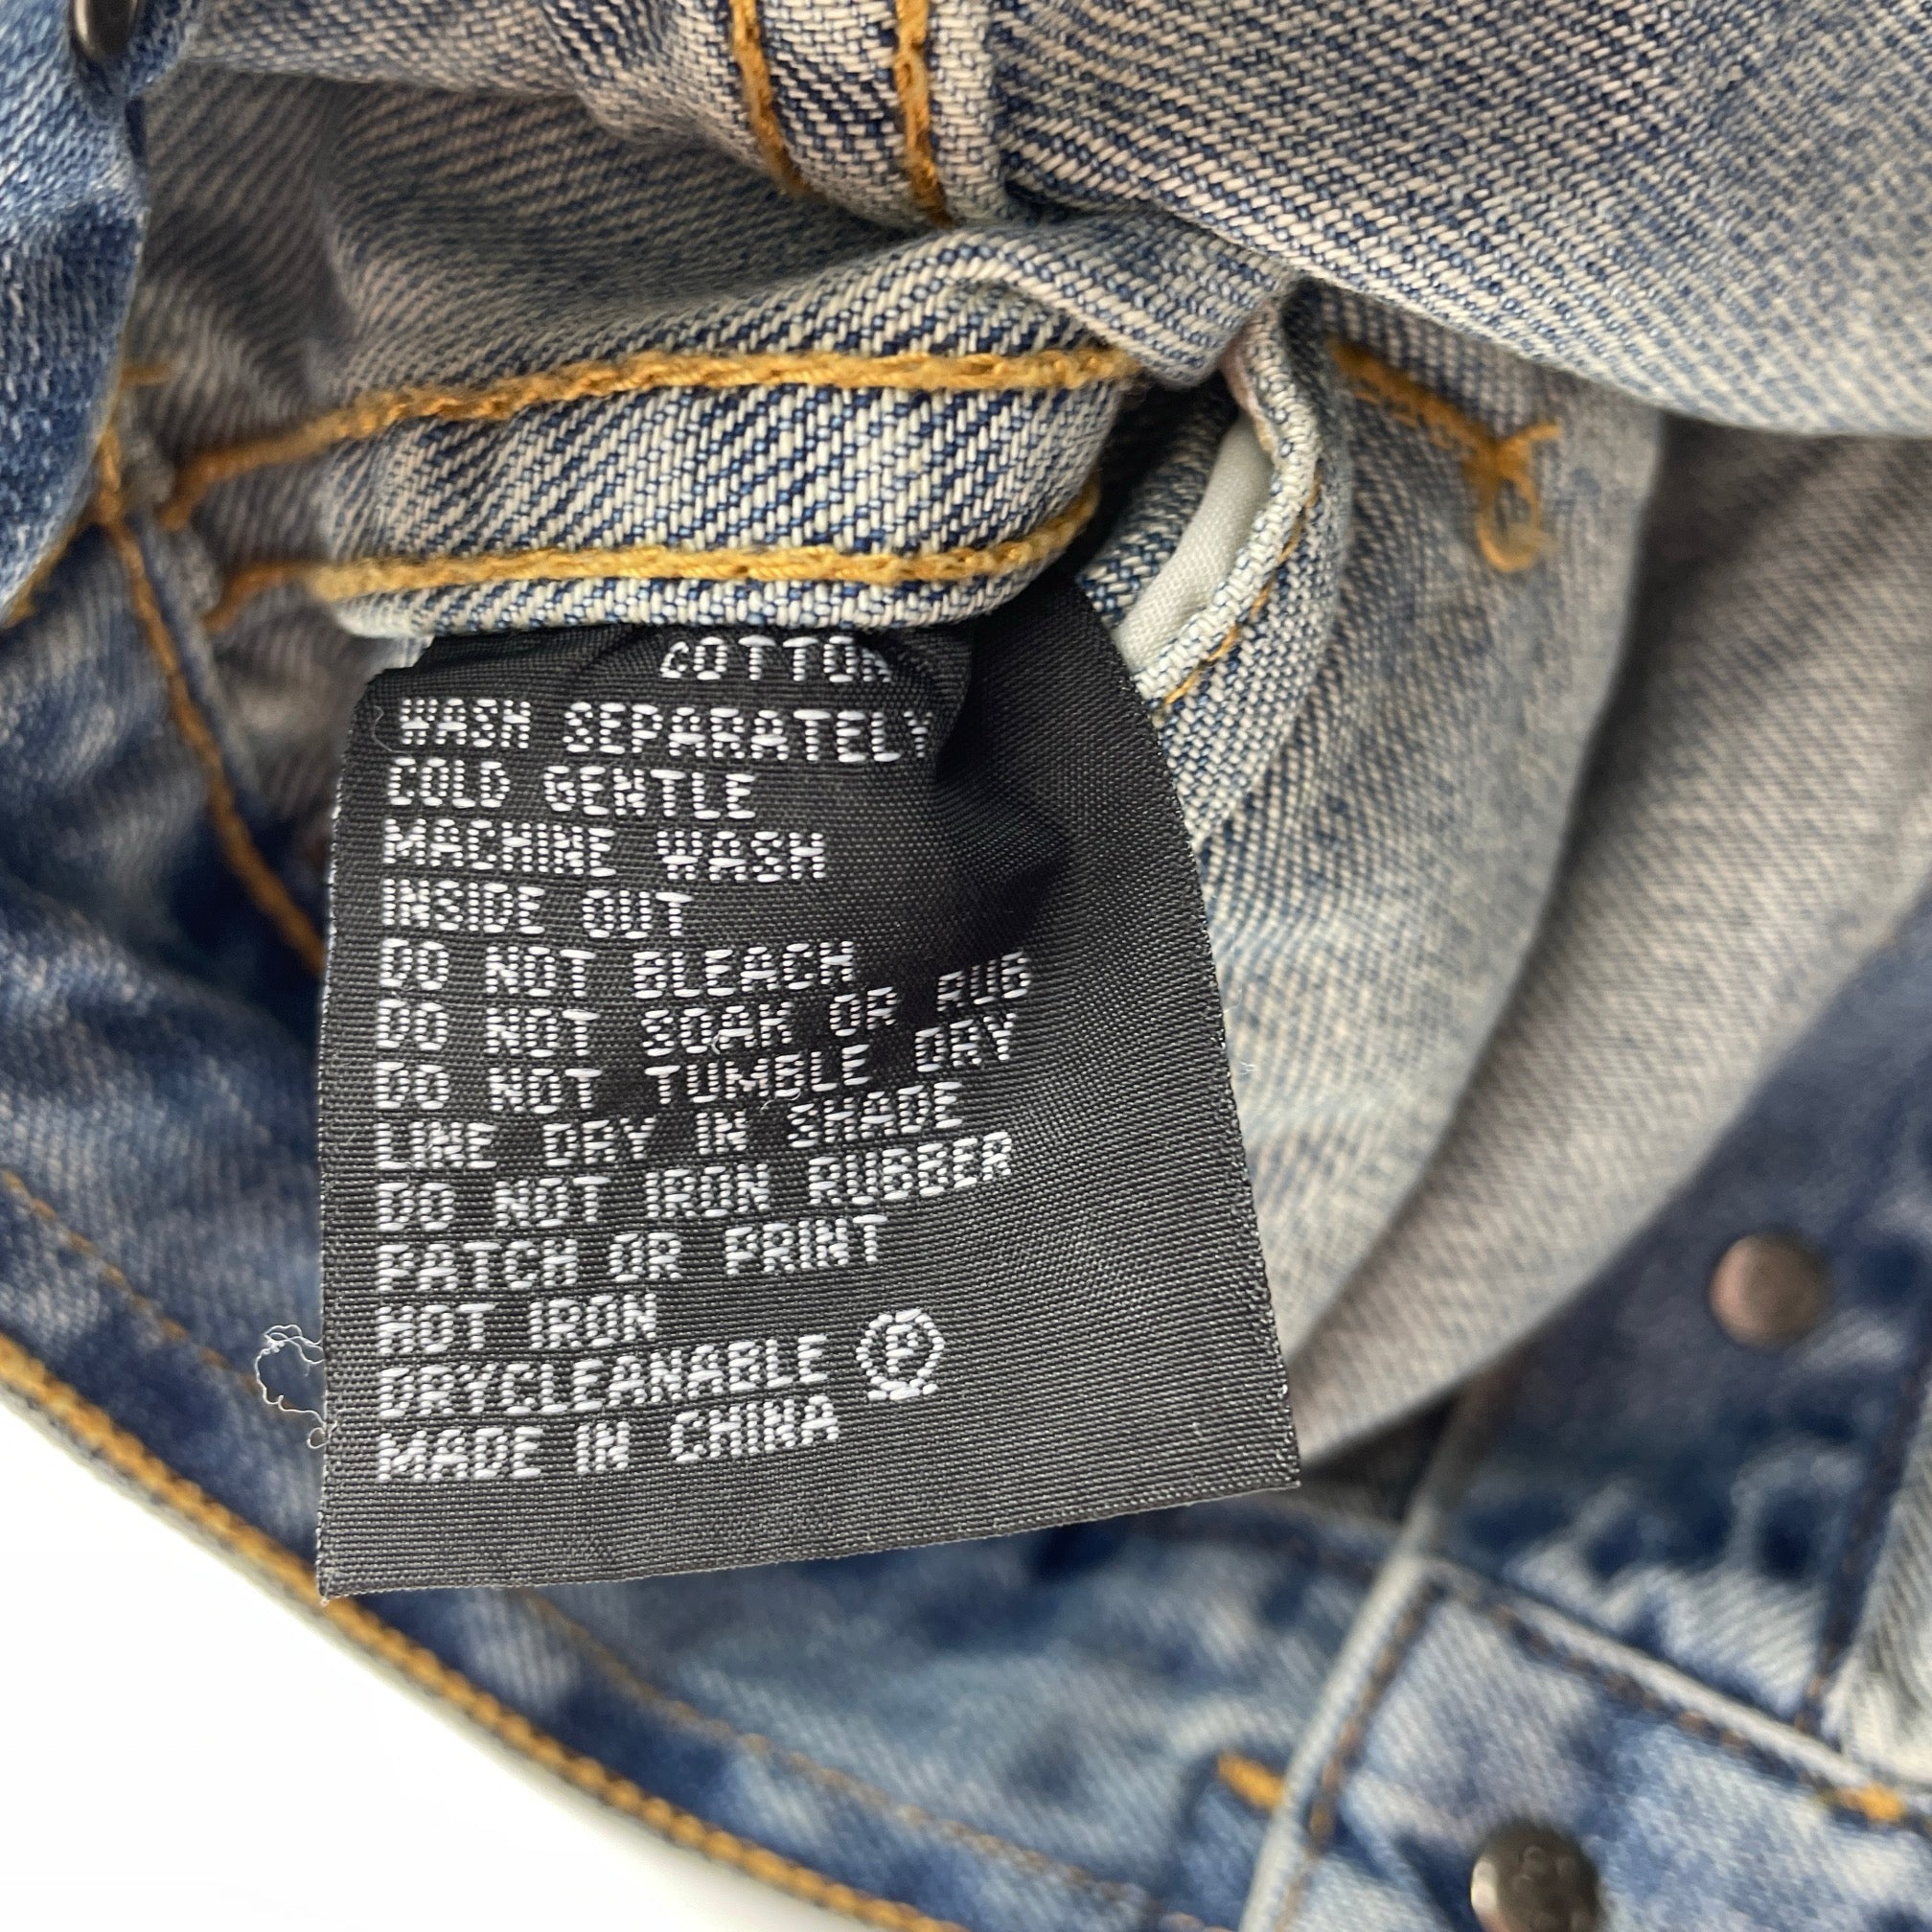 COTTON
WASH SEPARATELY
COLD GENTLE
MACHINE WASH
INSIDE OUT
DO NOT BLEACH
DO NOT SOAK OR RUB
DO NOT TUMBLE DRY
LINE DRY IN SHADE
DO NOT IRON RUBBER
PATCH OR PRINT
HOT IRON
DRYCLEANABLE Ⓟ
MADE IN CHINA